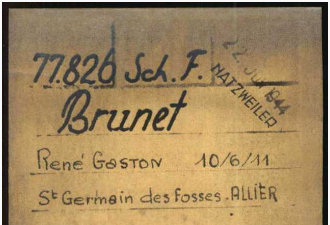 77.826 Sch. F.
22. Jul 1944
NATZWEILER
Brunet
René GASTON 10/6/11
St Germain des Fosses. ALLIER